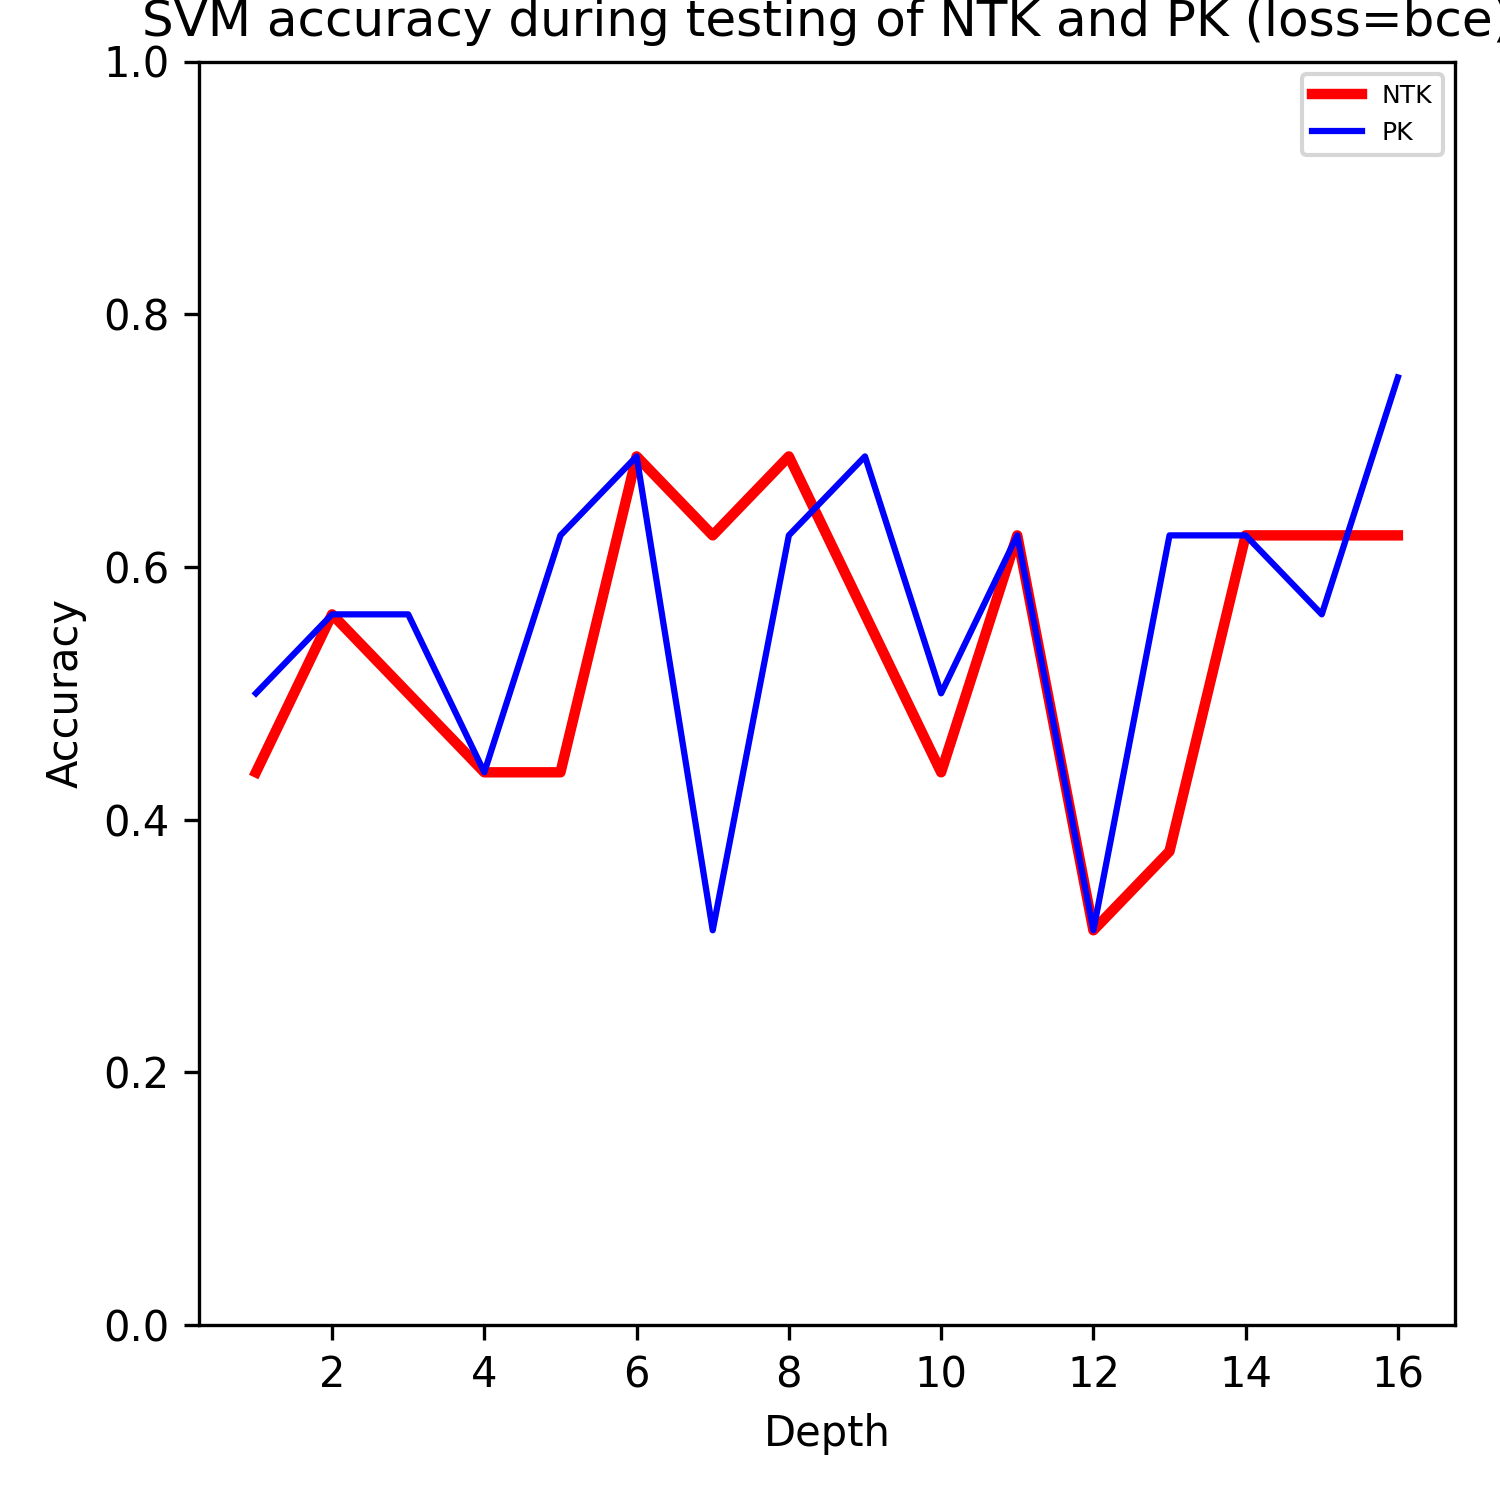 SVM accuracy during testing of NTK and PK (loss=bce)
NTK
PK
1.0
0.8
0.6
0.4
0.2
0.0
Accuracy
2 4 6 8 10 12 14 16
Depth